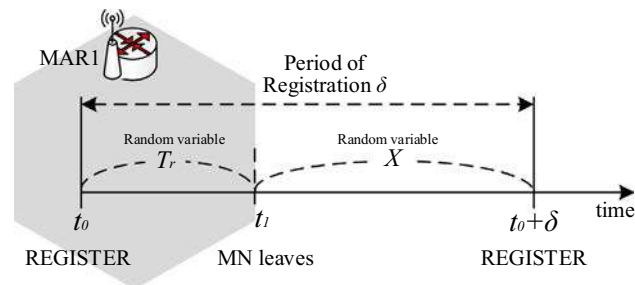 MAR1
Period of
Registration δ
Random variable
Random variable
Tr
X
t0
t1
t0+δ
time
REGISTER
MN leaves
REGISTER